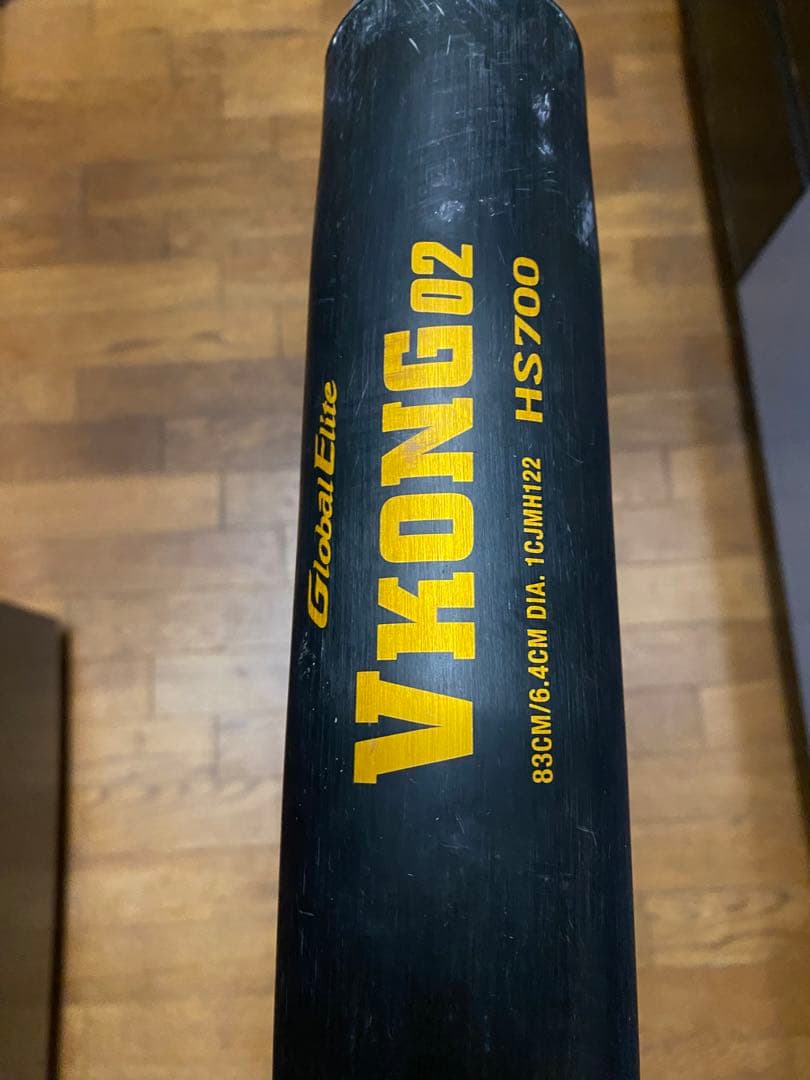 Global Elite
VKONG02
83CM/6.4CM DIA. 1CJMH122 HS700